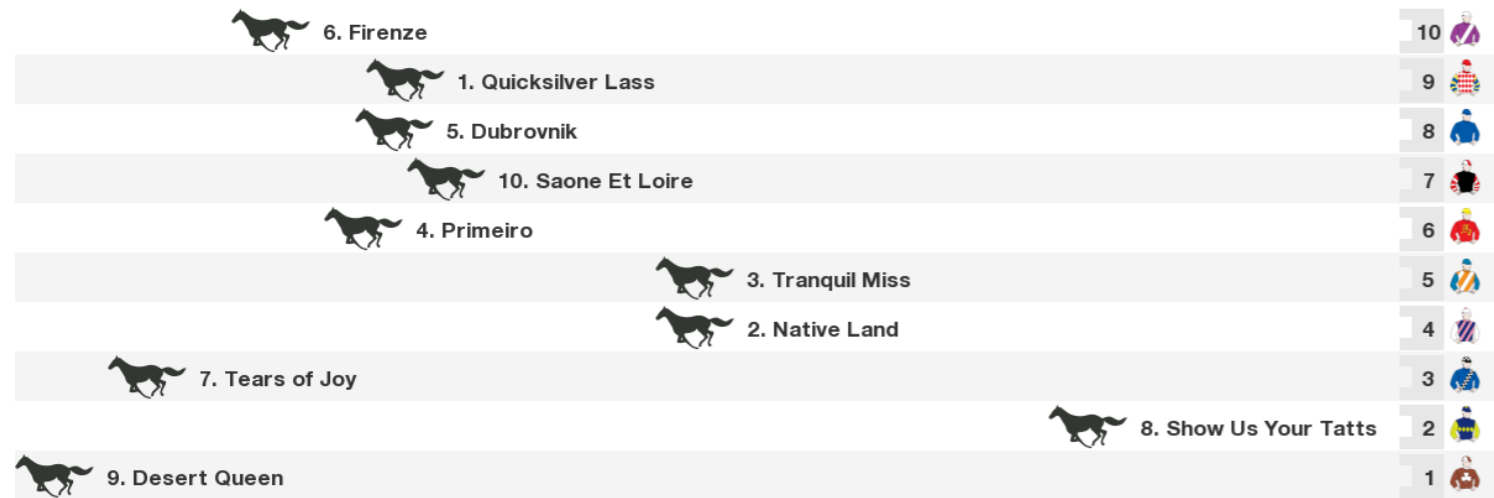 6. Firenze 10
1. Quicksilver Lass 9
5. Dubrovnik 8
10. Saone Et Loire 7
4. Primeiro 6
3. Tranquil Miss 5
2. Native Land 4
7. Tears of Joy 3
8. Show Us Your Tatts 2
9. Desert Queen 1